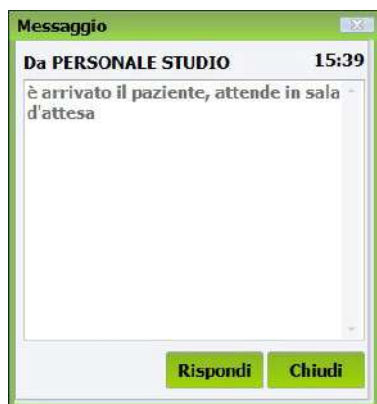 Messaggio
Da PERSONALE STUDIO 15:39
è arrivato il paziente, attende in sala
d'attesa
Rispondi Chiudi